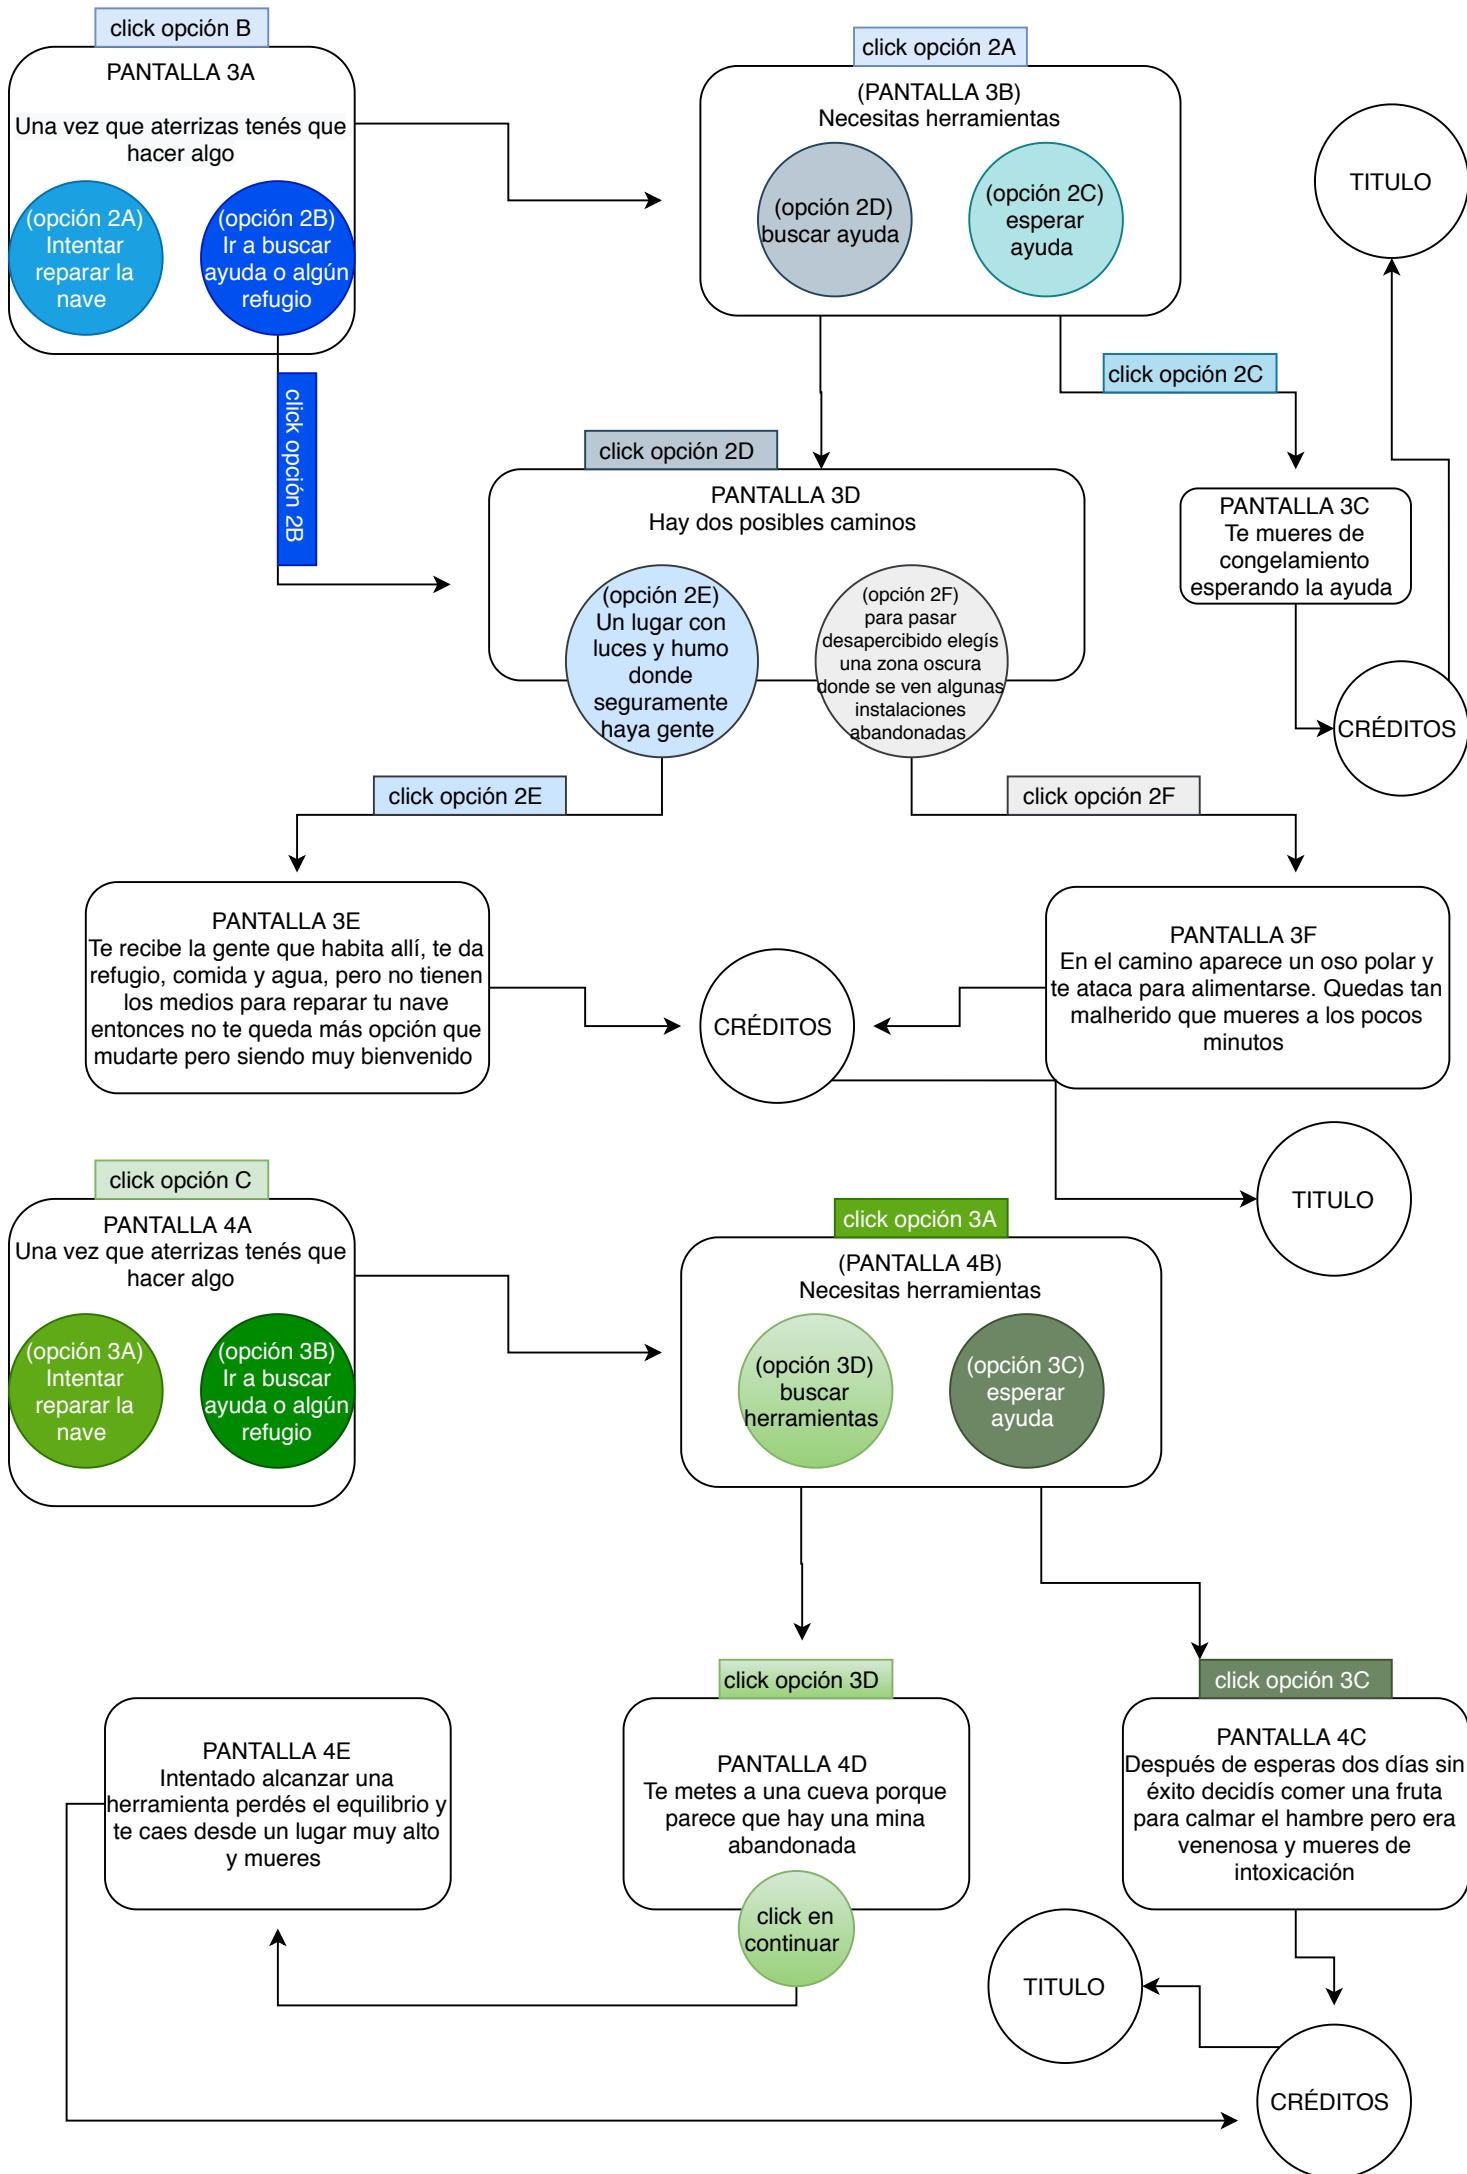 click opción B
PANTALLA 3A
Una vez que aterrizas tenés que
hacer algo
(opción 2A)
Intentar
reparar la
nave
(opción 2B)
Ir a buscar
ayuda o algún
refugio
click opción 2B
click opción 2A
(PANTALLA 3B)
Necesitas herramientas
(opción 2D)
buscar ayuda
(opción 2C)
esperar
ayuda
TITULO
click opción 2C
click opción 2D
PANTALLA 3D
Hay dos posibles caminos
(opción 2E)
Un lugar con
luces y humo
donde
seguramente
haya gente
(opción 2F)
para pasar
desapercibido elegís
una zona oscura
donde se ven algunas
instalaciones
abandonadas
PANTALLA 3C
Te mueres de
congelamiento
esperando la ayuda
CRÉDITOS
click opción 2E
click opción 2F
PANTALLA 3E
Te recibe la gente que habita allí, te da
refugio, comida y agua, pero no tienen
los medios para reparar tu nave
entonces no te queda más opción que
mudarte pero siendo muy bienvenido
CRÉDITOS
PANTALLA 3F
En el camino aparece un oso polar y
te ataca para alimentarse. Quedas tan
malherido que mueres a los pocos
minutos
TITULO
click opción C
PANTALLA 4A
Una vez que aterrizas tenés que
hacer algo
(opción 3A)
Intentar
reparar la
nave
(opción 3B)
Ir a buscar
ayuda o algún
refugio
click opción 3A
(PANTALLA 4B)
Necesitas herramientas
(opción 3D)
buscar
herramientas
(opción 3C)
esperar
ayuda
PANTALLA 4E
Intentado alcanzar una
herramienta perdés el equilibrio y
te caes desde un lugar muy alto
y mueres
click opción 3D
PANTALLA 4D
Te metes a una cueva porque
parece que hay una mina
abandonada
click en
continuar
click opción 3C
PANTALLA 4C
Después de esperas dos días sin
éxito decidís comer una fruta
para calmar el hambre pero era
venenosa y mueres de
intoxicación
TITULO
CRÉDITOS